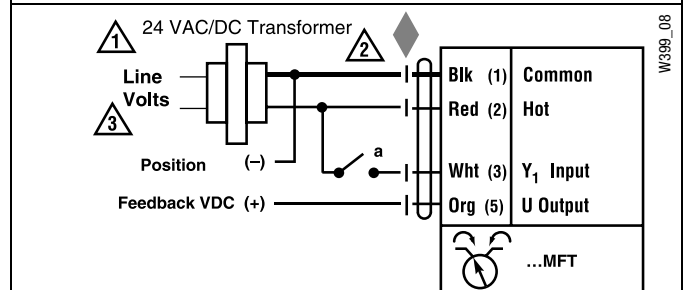 1 24 VAC/DC Transformer 2
W399_08
Line
Volts
3
Blk (1) Common
Red (2) Hot
a
Position (–)
Wht (3) Y1 Input
Feedback VDC (+)
Org (5) U Output
...MFT